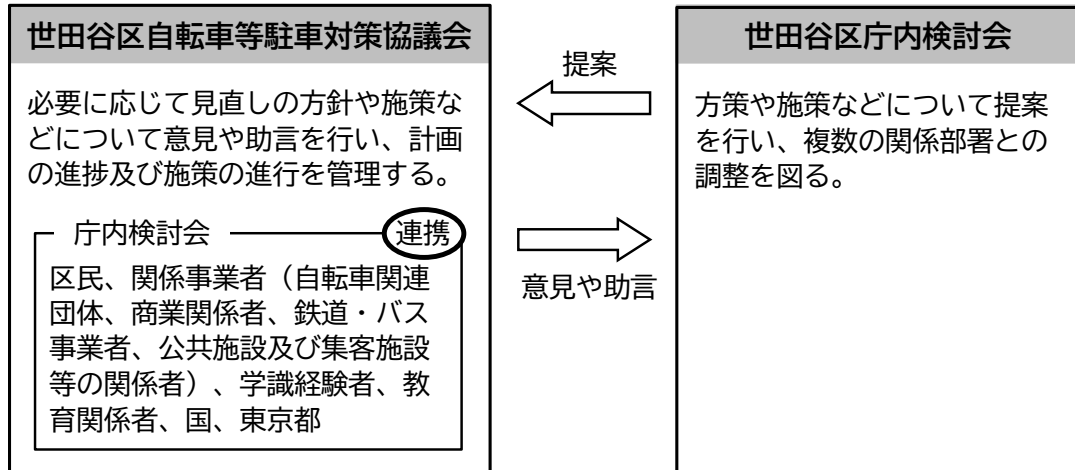 世田谷区自転車等駐車対策協議会
必要に応じて見直しの方針や施策な
どについて意見や助言を行い、計画
の進捗及び施策の進行を管理する。
庁内検討会
連携
区民、関係事業者（自転車関連
団体、商業関係者、鉄道・バス
事業者、公共施設及び集客施設
等の関係者）、学識経験者、教
育関係者、国、東京都
提案
意見や助言
世田谷区庁内検討会
方策や施策などについて提案
を行い、複数の関係部署との
調整を図る。